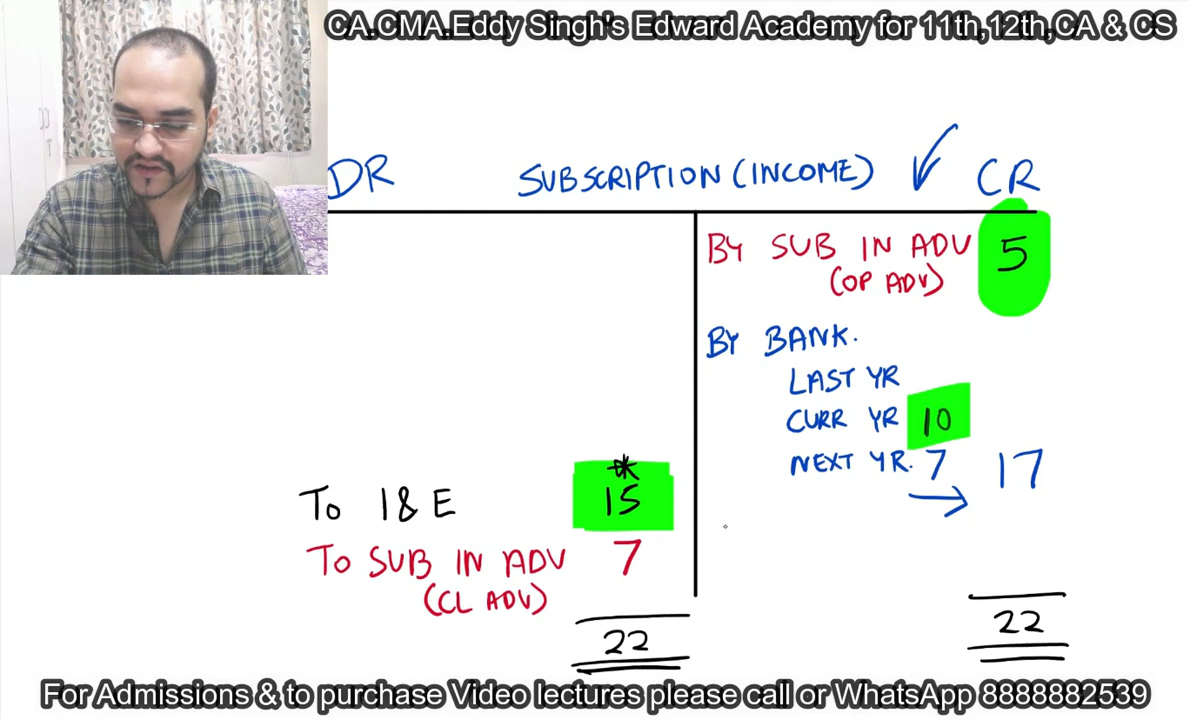 CA.CMA.Eddy Singh's Edward Academy for 11th,12th,CA & CS
DR SUBSCRIPTION (INCOME) CR
BY SUB IN ADV 5
(OP ADV)
BY BANK.
LAST YR
CURR YR 10
NEXT YR. 7 17
To I & E 15
To SUB IN ADV 7
(CL ADV)
22 22
For Admissions & to purchase Video lectures please call or WhatsApp 8888882539